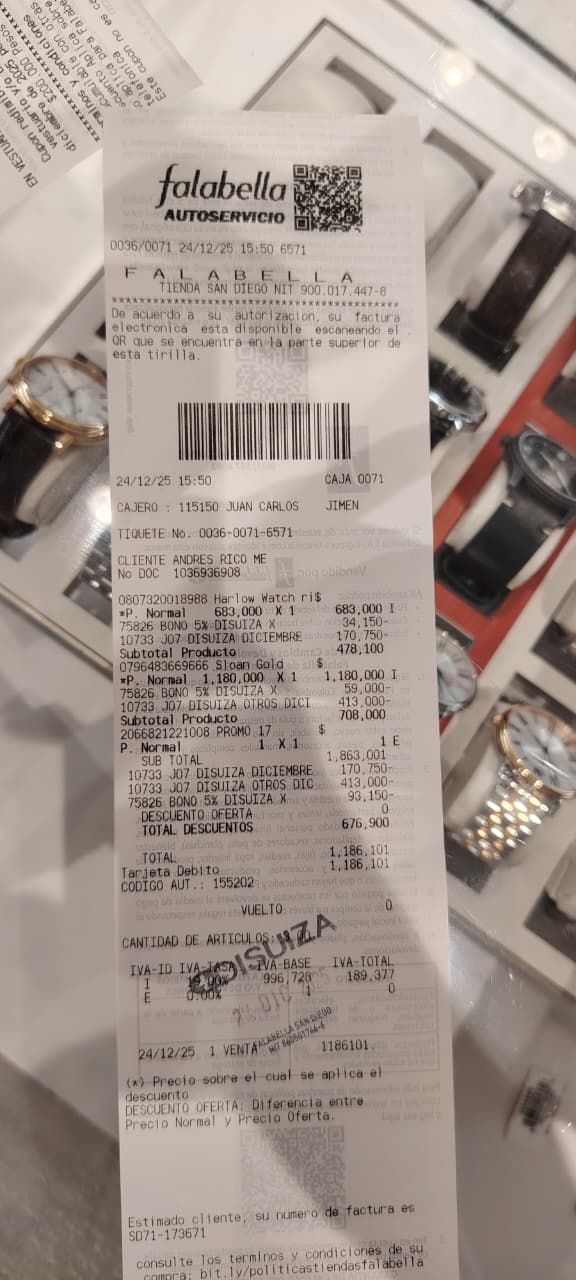 falabella
AUTOSERVICIO
0036/0071 24/12/25 15:50 6571
F A L A B E L L A
TIENDA SAN DIEGO NIT 900.017.447-8
****************************************
De acuerdo a su autorizacion, su factura
electronica esta disponible escaneando el
QR que se encuentra en la parte superior de
esta tirilla.
24/12/25 15:50 CAJA 0071
CAJERO : 115150 JUAN CARLOS JIMEN
TIQUETE No. 0036-0071-6571
CLIENTE ANDRES RICO ME
No DOC 1036936908
0807320018988 Harlow Watch ri$
*P. Normal 683,000 X 1 683,000 I
75826 BONO 5% DISUIZA X 34,150-
10733 J07 DISUIZA DICIEMBRE 170,750-
Subtotal Producto 478,100
0796483669666 Sloan Gold $
*P. Normal 1,180,000 X 1 1,180,000 I
75826 BONO 5% DISUIZA X 59,000-
10733 J07 DISUIZA OTROS DICI 413,000-
Subtotal Producto 708,000
2066821221008 PROMO 17 $
P. Normal 1 X 1 1 E
SUB TOTAL 1,863,001
10733 J07 DISUIZA DICIEMBRE 170,750-
10733 J07 DISUIZA OTROS DIC 413,000-
75826 BONO 5% DISUIZA X 93,150-
DESCUENTO OFERTA 0
TOTAL DESCUENTOS 676,900
TOTAL 1,186,101
Tarjeta Debito 1,186,101
CODIGO AUT.: 155202
VUELTO 0
CANTIDAD DE ARTICULOS:
DISUIZA
IVA-ID IVA-TASA IVA-BASE IVA-TOTAL
I 19.00% 996,728 189,377
E 0.00% 1 0
FALABELLA SAN DIEGO
24/12/25 1 VENTA 1186101.
(*) Precio sobre el cual se aplica el
descuento
DESCUENTO OFERTA: Diferencia entre
Precio Normal y Precio Oferta.
Estimado cliente, su numero de factura es
SD71-173671
consulte los terminos y condiciones de su
compra: bit.ly/politicastiendasfalabella